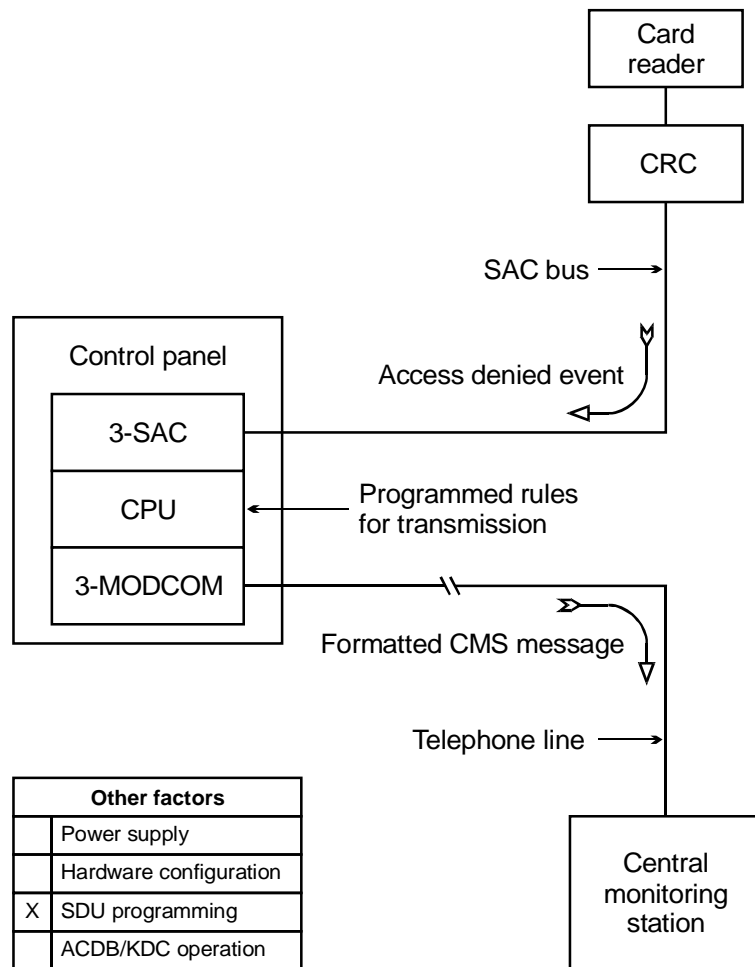 Card
reader
CRC
SAC bus
Control panel
Access denied event
3-SAC
CPU
Programmed rules
for transmission
3-MODCOM
Formatted CMS message
Telephone line
Other factors
Power supply
Hardware configuration
X SDU programming
ACDB/KDC operation
Central
monitoring
station